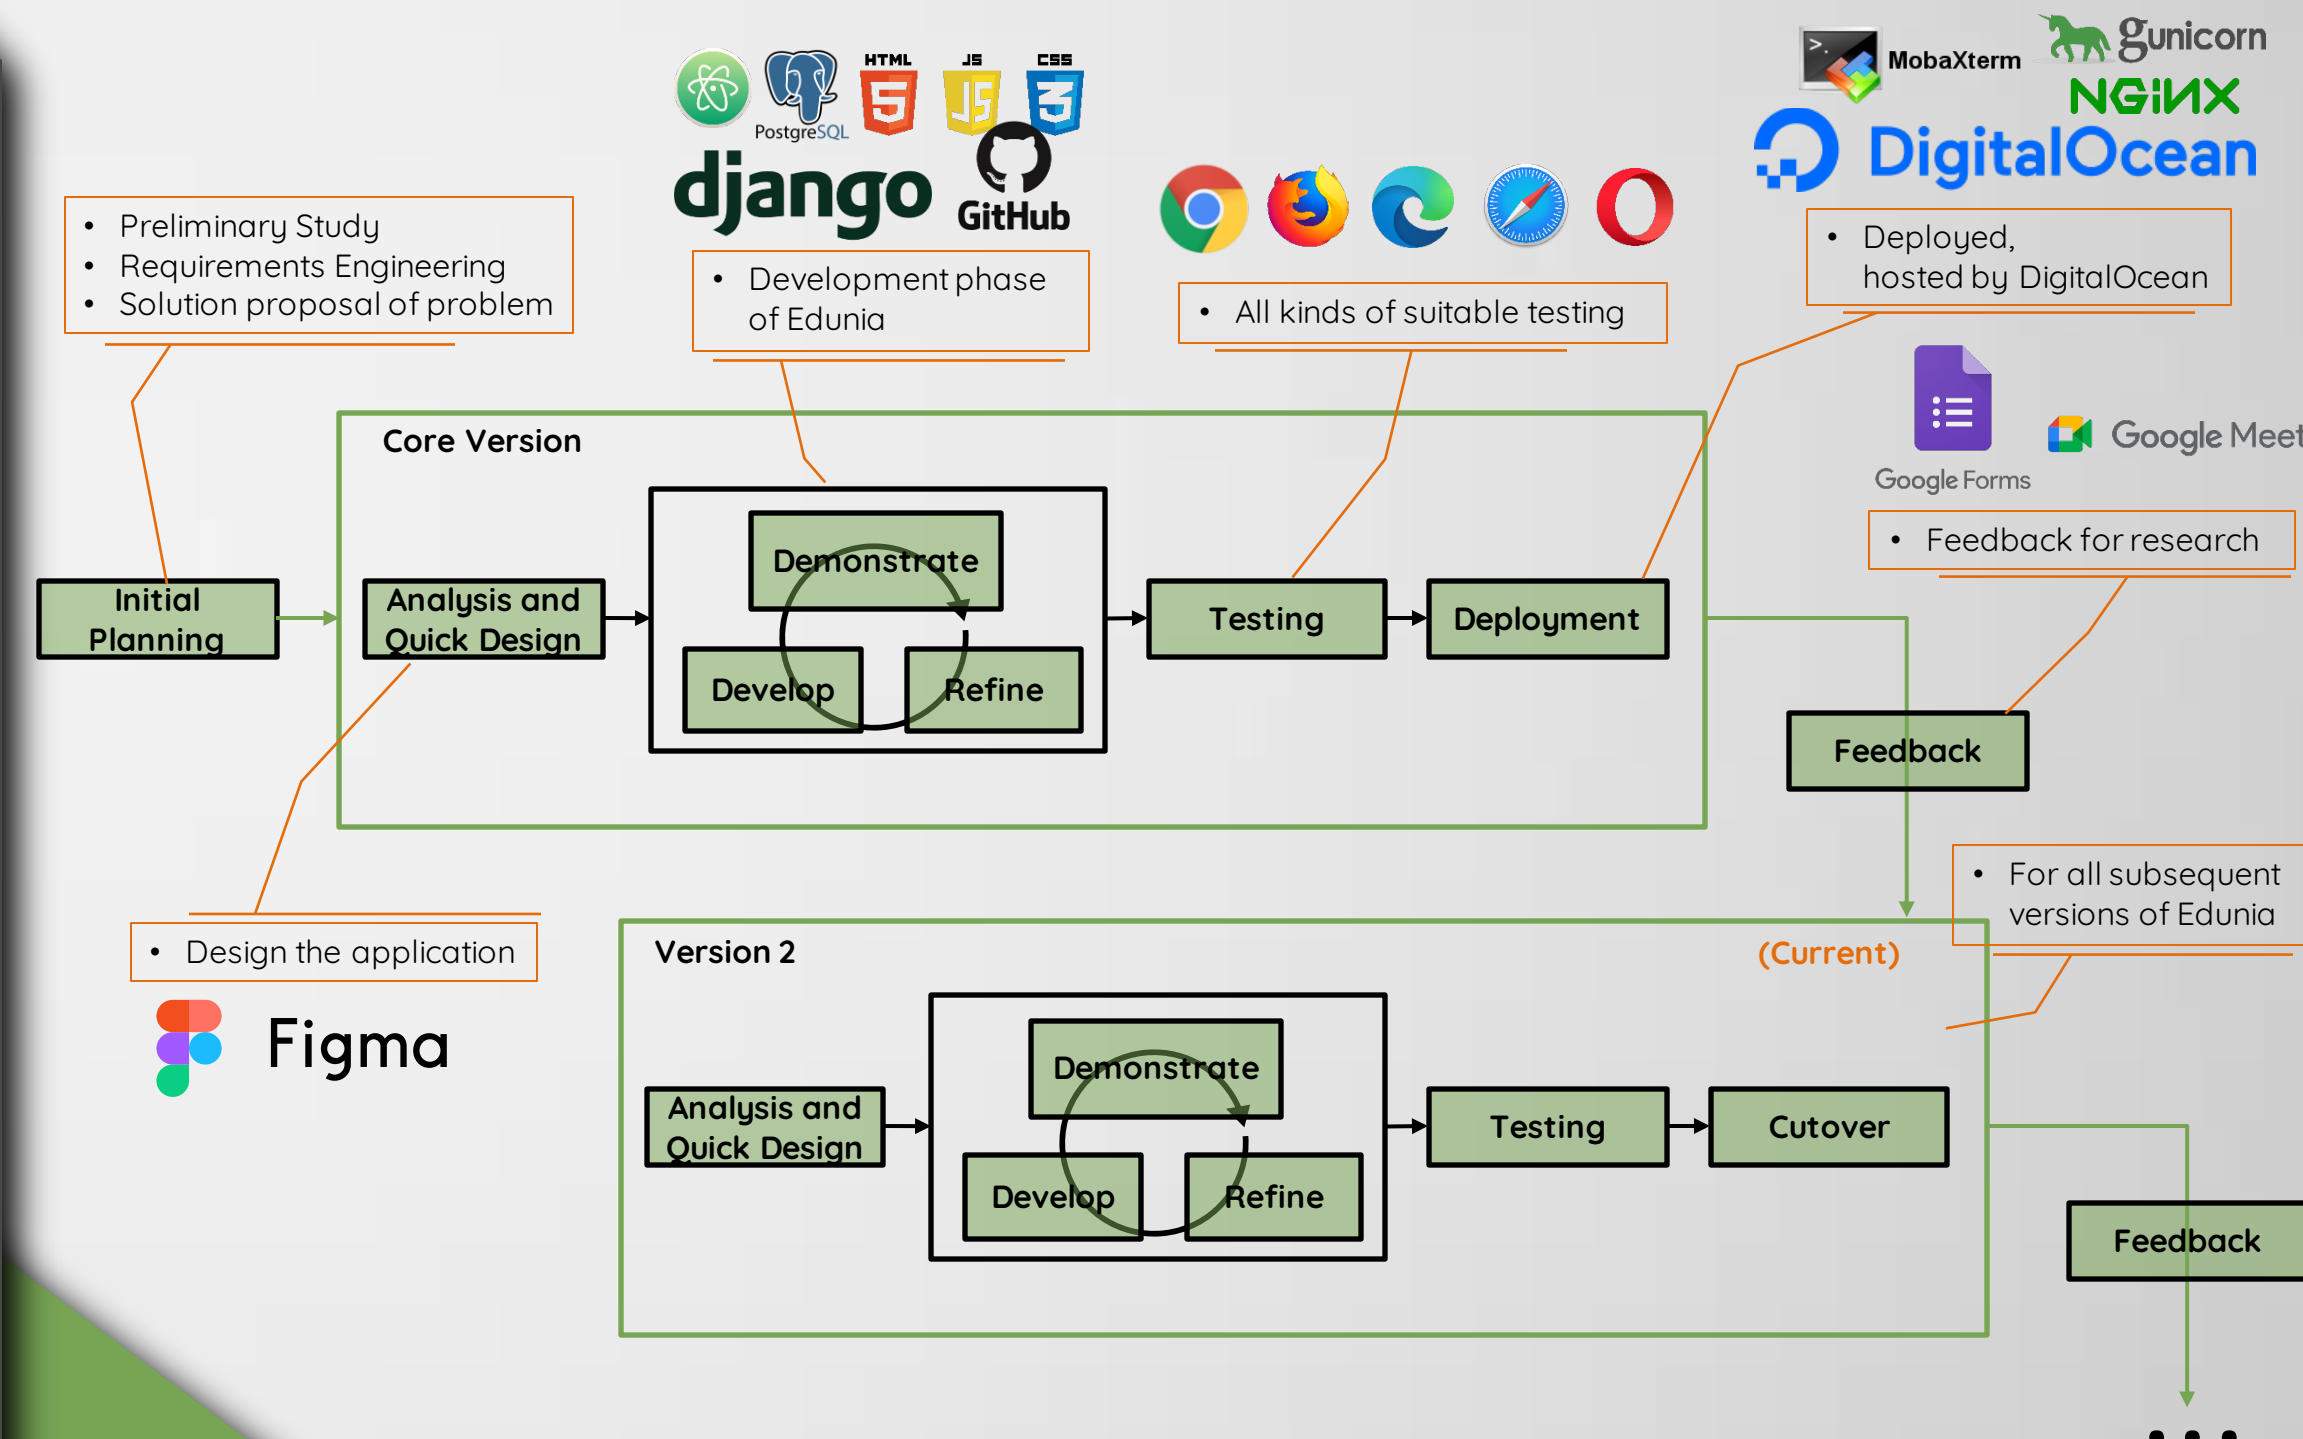 HTML
JS
CSS
5
JS
3
PostgreSQL
django
GitHub
>.
MobaXterm
gunicorn
NGINX
DigitalOcean
• Preliminary Study
• Requirements Engineering
• Solution proposal of problem
• Development phase
of Edunia
• All kinds of suitable testing
• Deployed,
hosted by DigitalOcean
Google Forms
Google Meet
• Feedback for research
Core Version
Initial
Planning
Analysis and
Quick Design
Demonstrate
Develop
Refine
Testing
Deployment
Feedback
• Design the application
Figma
• For all subsequent
versions of Edunia
Version 2
(Current)
Analysis and
Quick Design
Demonstrate
Develop
Refine
Testing
Cutover
Feedback
...